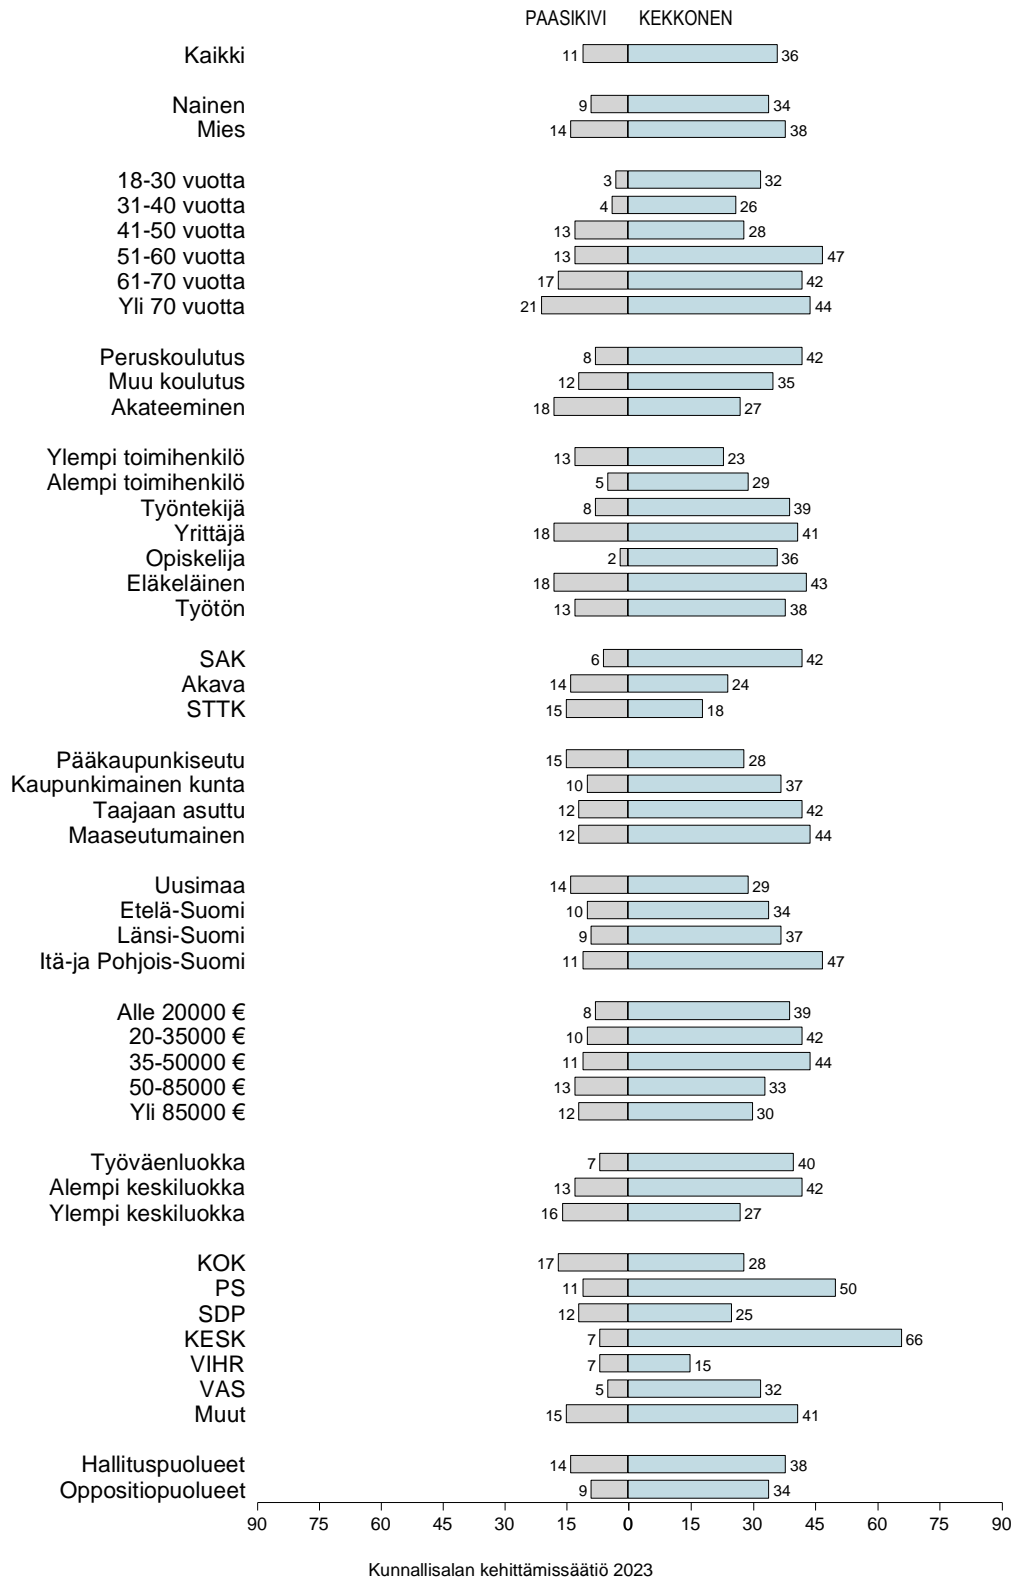 PAASIKIVI KEKKONEN
Kaikki 11 36
Nainen 9 34
Mies 14 38
18-30 vuotta 3 32
31-40 vuotta 4 26
41-50 vuotta 13 28
51-60 vuotta 13 47
61-70 vuotta 17 42
Yli 70 vuotta 21 44
Peruskoulutus 8 42
Muu koulutus 12 35
Akateeminen 18 27
Ylempi toimihenkilö 13 23
Alempi toimihenkilö 5 29
Työntekijä 8 39
Yrittäjä 18 41
Opiskelija 2 36
Eläkeläinen 18 43
Työtön 13 38
SAK 6 42
Akava 14 24
STTK 15 18
Pääkaupunkiseutu 15 28
Kaupunkimainen kunta 10 37
Taajaan asuttu 12 42
Maaseutumainen 12 44
Uusimaa 14 29
Etelä-Suomi 10 34
Länsi-Suomi 9 37
Itä-ja Pohjois-Suomi 11 47
Alle 20000 € 8 39
20-35000 € 10 42
35-50000 € 11 44
50-85000 € 13 33
Yli 85000 € 12 30
Työväenluokka 7 40
Alempi keskiluokka 13 42
Ylempi keskiluokka 16 27
KOK 17 28
PS 11 50
SDP 12 25
KESK 7 66
VIHR 7 15
VAS 5 32
Muut 15 41
Hallituspuolueet 14 38
Oppositiopuolueet 9 34
90 75 60 45 30 15 0 15 30 45 60 75 90
Kunnallisalan kehittämissäätiö 2023